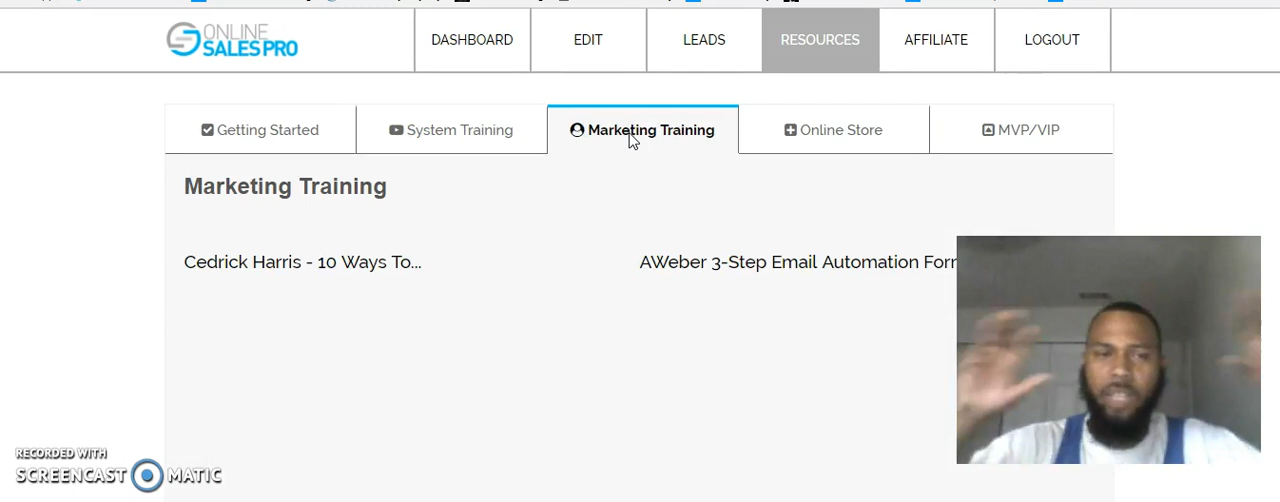 ONLINE
SALES PRO
DASHBOARD
EDIT
LEADS
RESOURCES
AFFILIATE
LOGOUT
Getting Started
System Training
Marketing Training
Online Store
MVP/VIP
Marketing Training
Cedrick Harris - 10 Ways To...
AWeber 3-Step Email Automation
RECORDED WITH
SCREENCAST MATIC